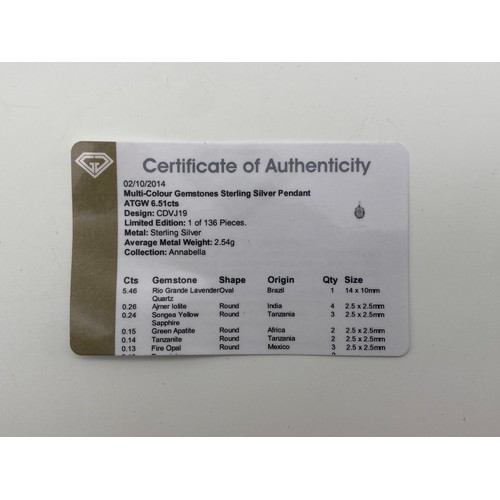 Certificate of Authenticity
02/10/2014
Multi-Colour Gemstones Sterling Silver Pendant
ATGW 6.51cts
Design: CDVJ19
Limited Edition: 1 of 136 Pieces.
Metal: Sterling Silver
Average Metal Weight: 2.54g
Collection: Annabella
Cts Gemstone Shape Origin Qty Size
5.46 Rio Grande Lavender Oval Brazil 1 14 x 10mm
Quartz
0.26 Ajmer Iolite Round India 4 2.5 x 2.5mm
0.24 Songea Yellow Round Tanzania 3 2.5 x 2.5mm
Sapphire
0.15 Green Apatite Round Africa 2 2.5 x 2.5mm
0.14 Tanzanite Round Tanzania 2 2.5 x 2.5mm
0.13 Fire Opal Round Mexico 3 2.5 x 2.5mm